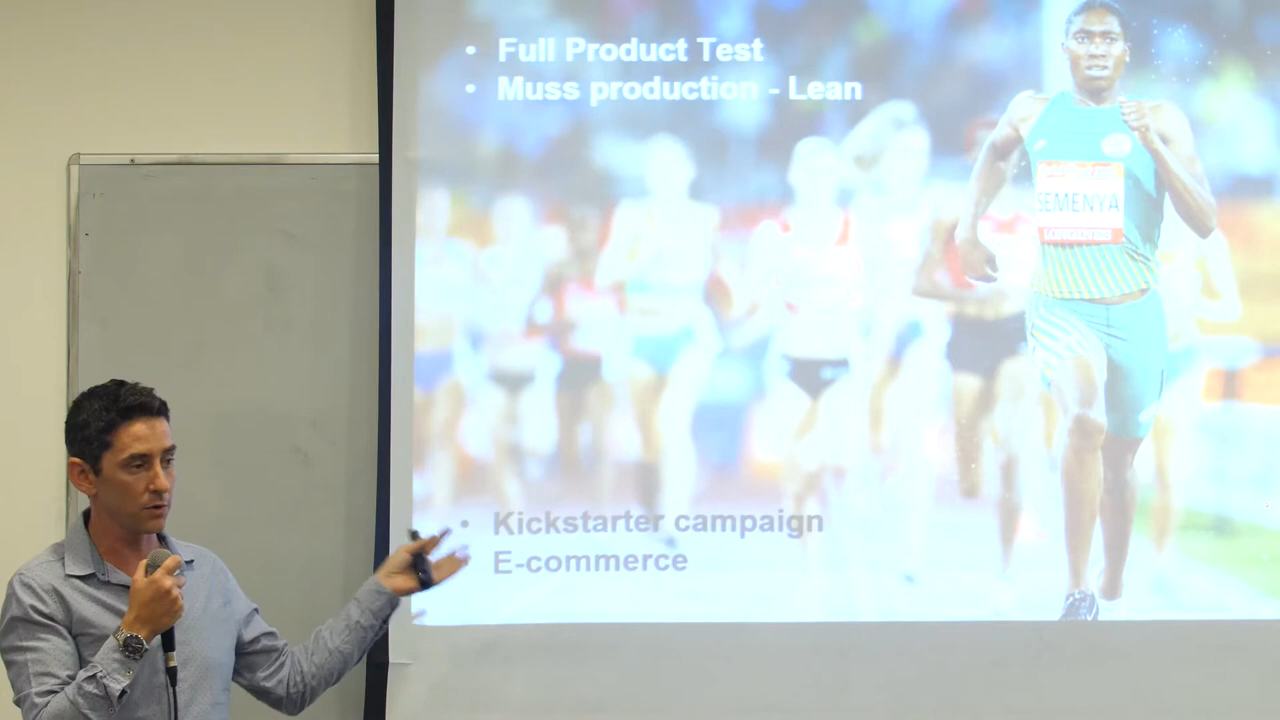 • Full Product Test
• Muss production - Lean
SEMENYA
• Kickstarter campaign
E-commerce